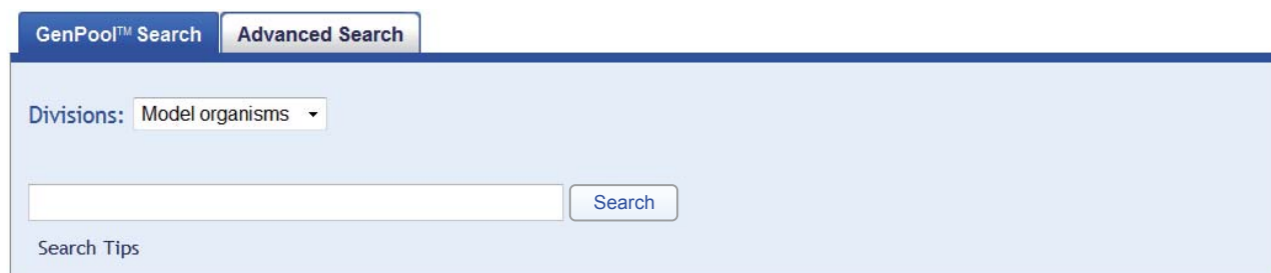 GenPool™ Search Advanced Search
Divisions: Model organisms
Search
Search Tips